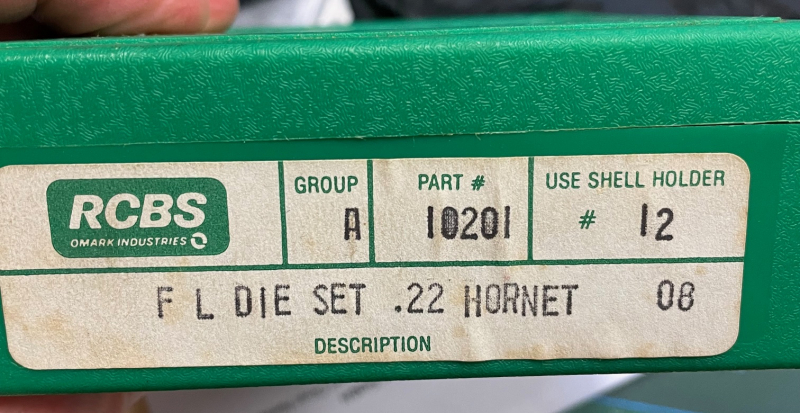 RCBS
OMARK INDUSTRIES
GROUP
A
PART #
10201
USE SHELL HOLDER
# 12
F L DIE SET .22 HORNET 08
DESCRIPTION